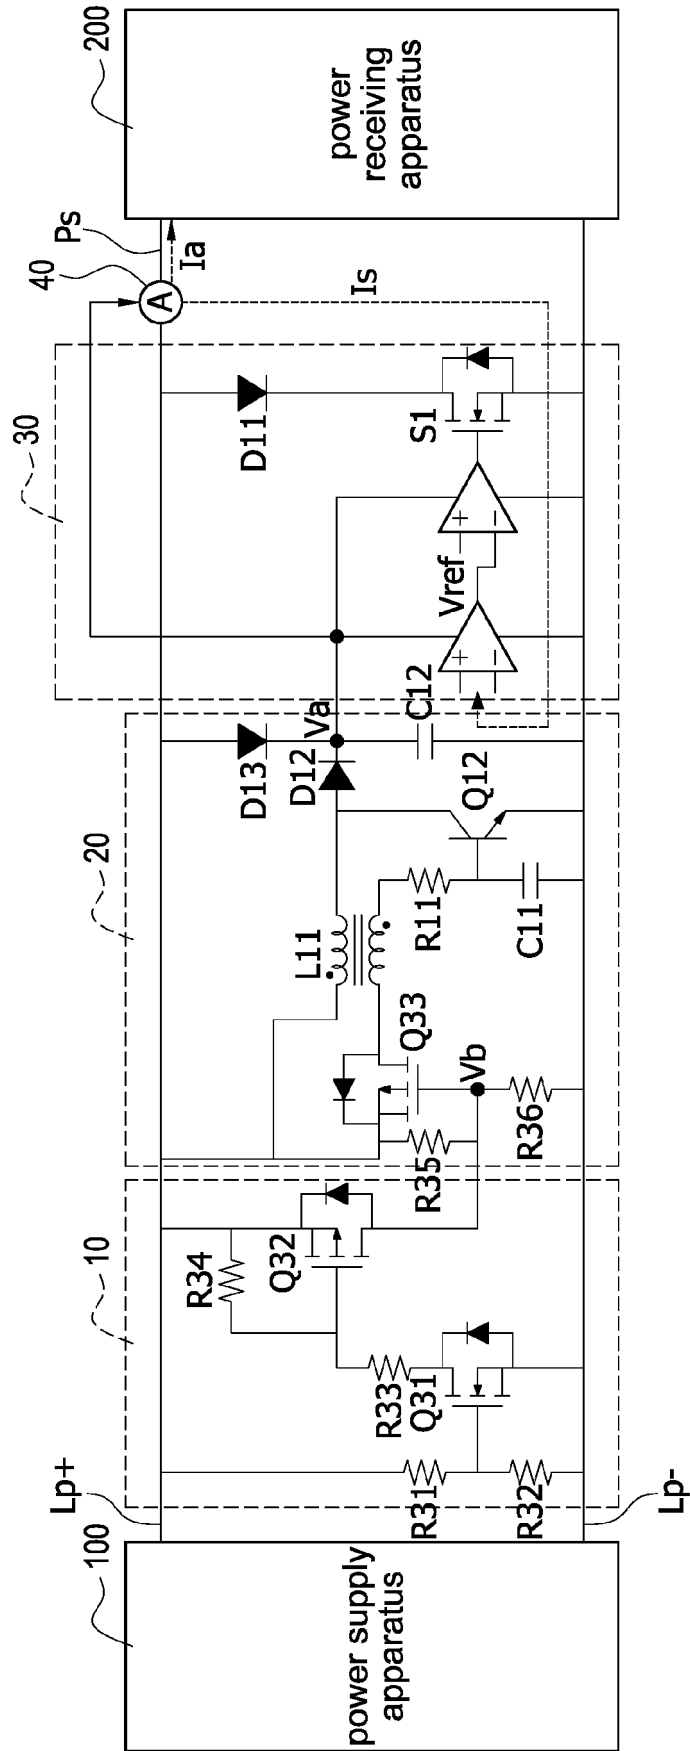 100
power supply
apparatus
Lp+
Lp-
10
R31
R32
R33
Q31
R34
Q32
20
R35
R36
Vb
Q33
L11
R11
C11
Q12
D13
D12
Va
C12
30
Vref
D11
S1
40
A
Ps
Ia
Is
200
power
receiving
apparatus